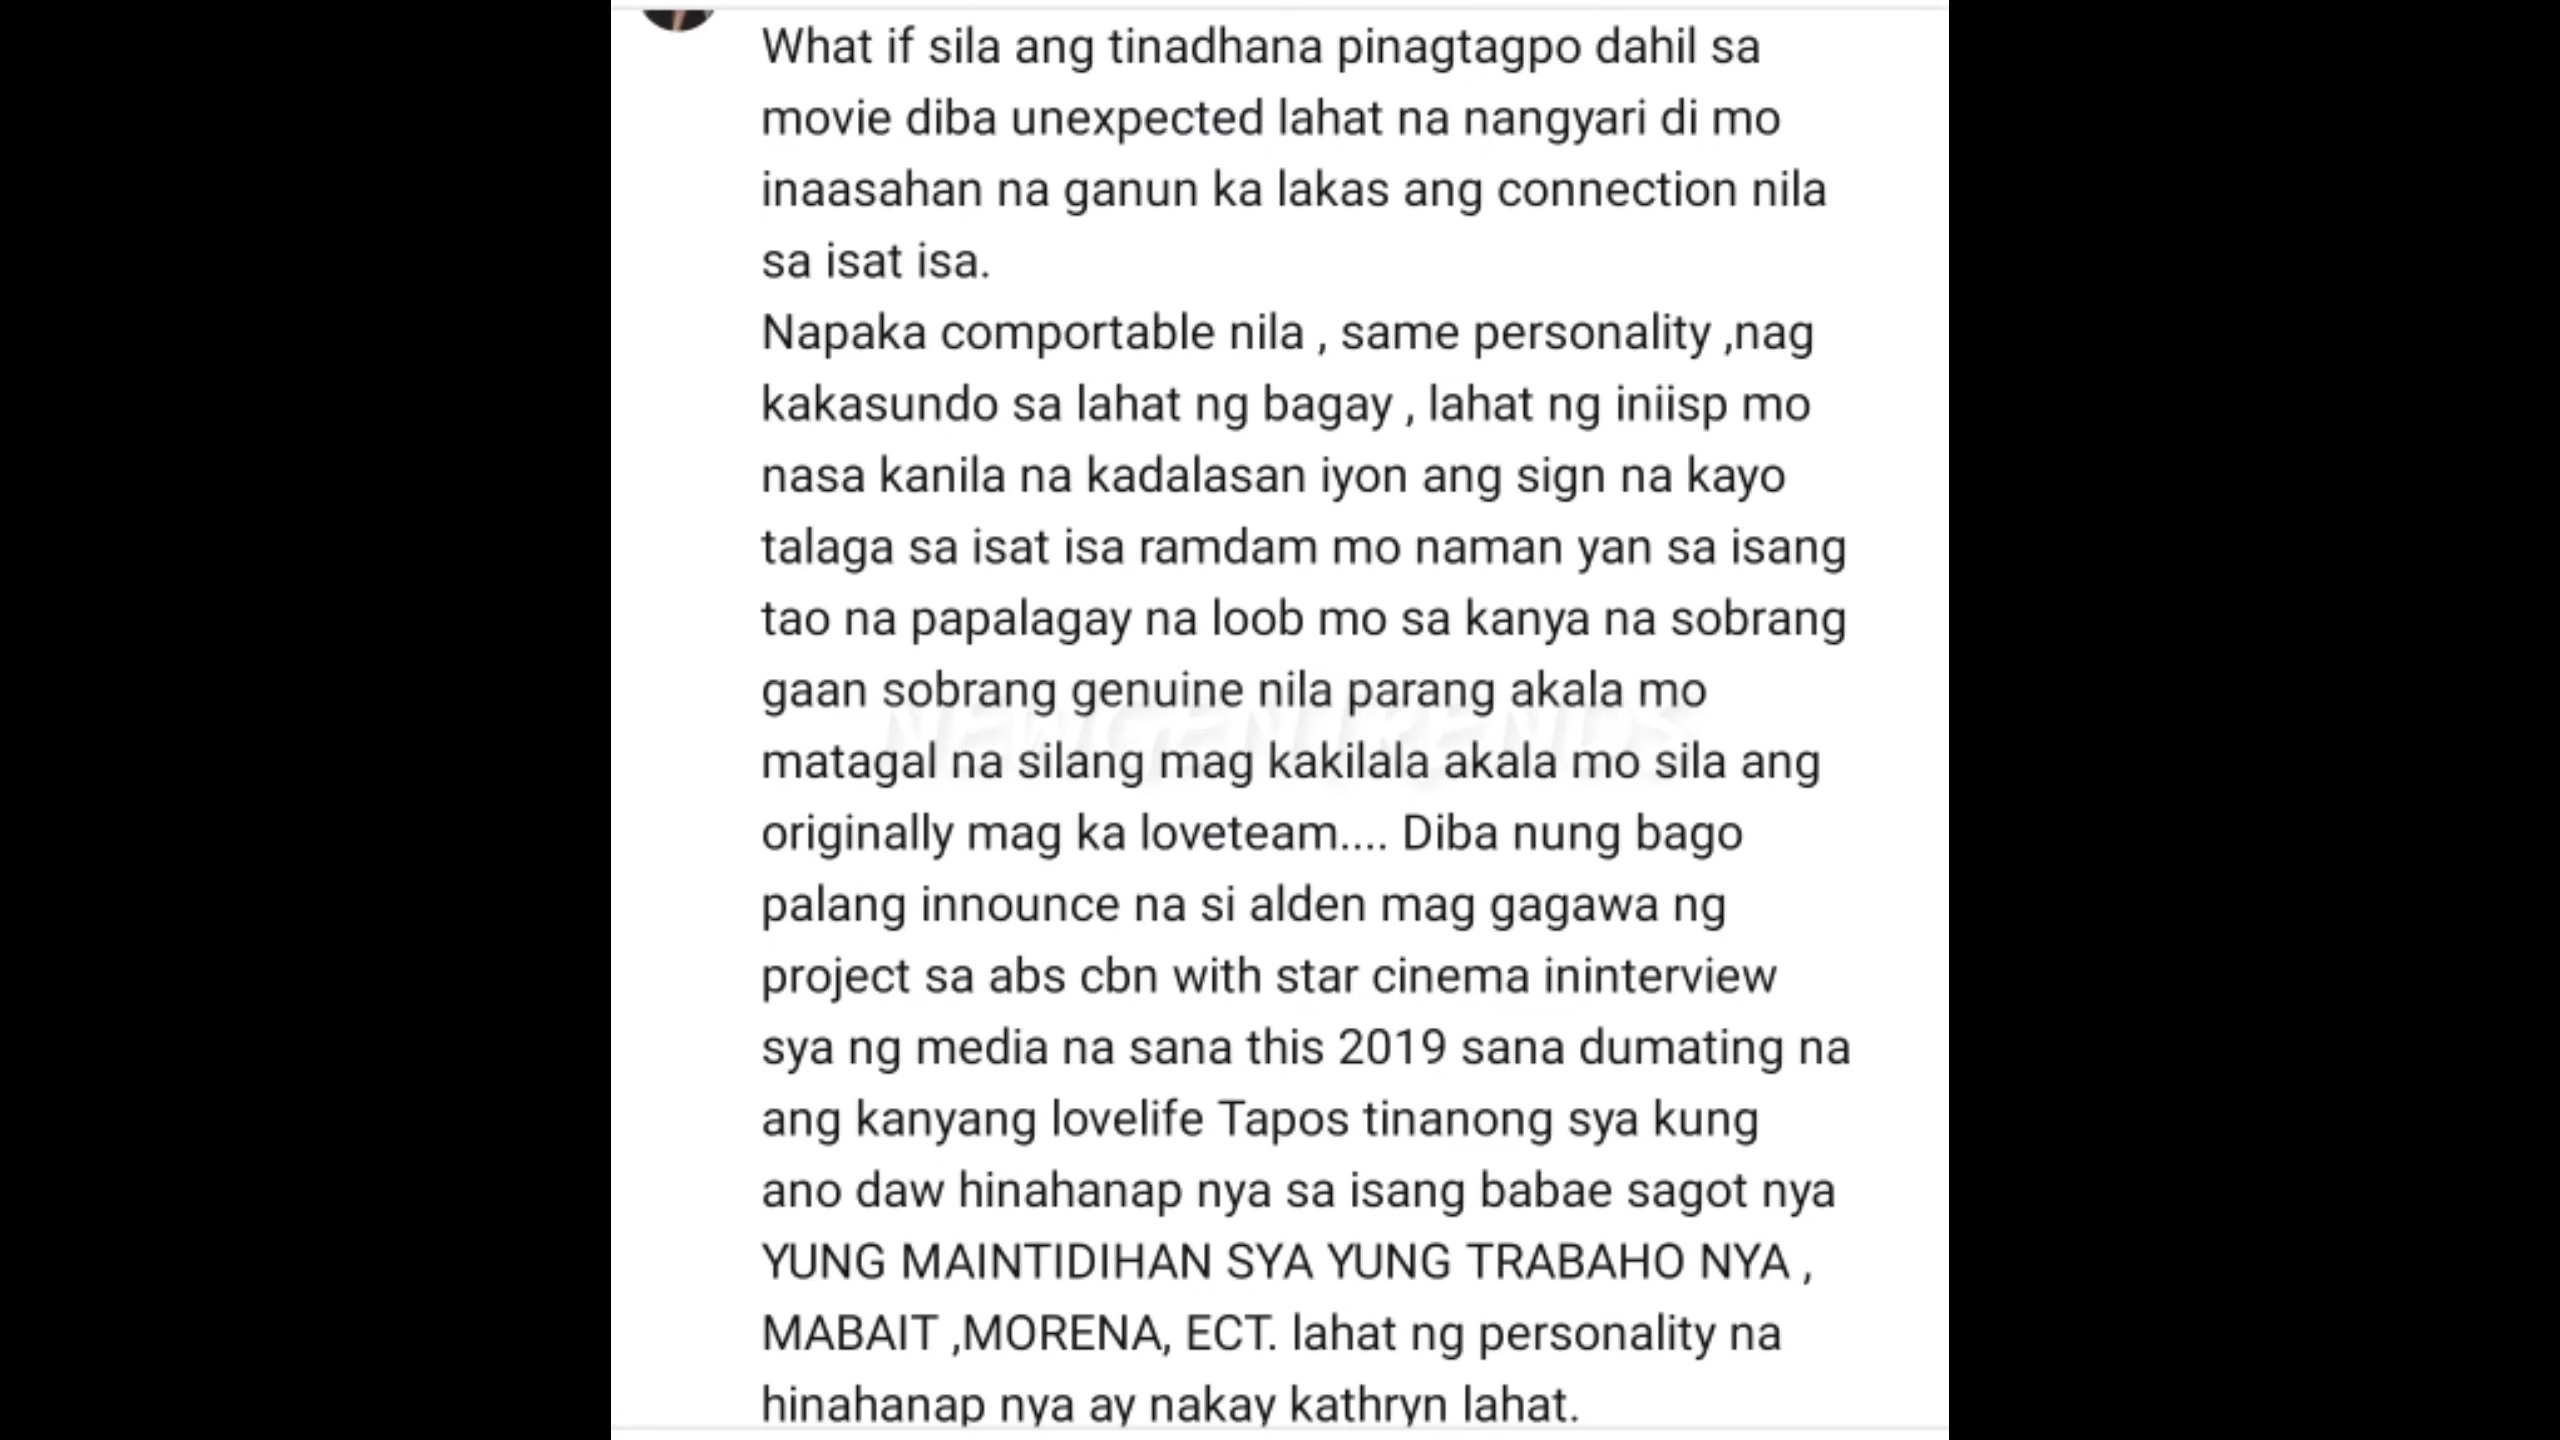 What if sila ang tinadhana pinagtagpo dahil sa
movie diba unexpected lahat na nangyari di mo
inaasahan na ganun ka lakas ang connection nila
sa isat isa.
Napaka comportable nila , same personality ,nag
kakasundo sa lahat ng bagay , lahat ng iniisp mo
nasa kanila na kadalasan iyon ang sign na kayo
talaga sa isat isa ramdam mo naman yan sa isang
tao na papalagay na loob mo sa kanya na sobrang
gaan sobrang genuine nila parang akala mo
NEWGEN TRENDS
matagal na silang mag kakilala akala mo sila ang
originally mag ka loveteam.... Diba nung bago
palang innounce na si alden mag gagawa ng
project sa abs cbn with star cinema ininterview
sya ng media na sana this 2019 sana dumating na
ang kanyang lovelife Tapos tinanong sya kung
ano daw hinahanap nya sa isang babae sagot nya
YUNG MAINTIDIHAN SYA YUNG TRABAHO NYA ,
MABAIT ,MORENA, ECT. lahat ng personality na
hinahanap nya ay nakay kathryn lahat.